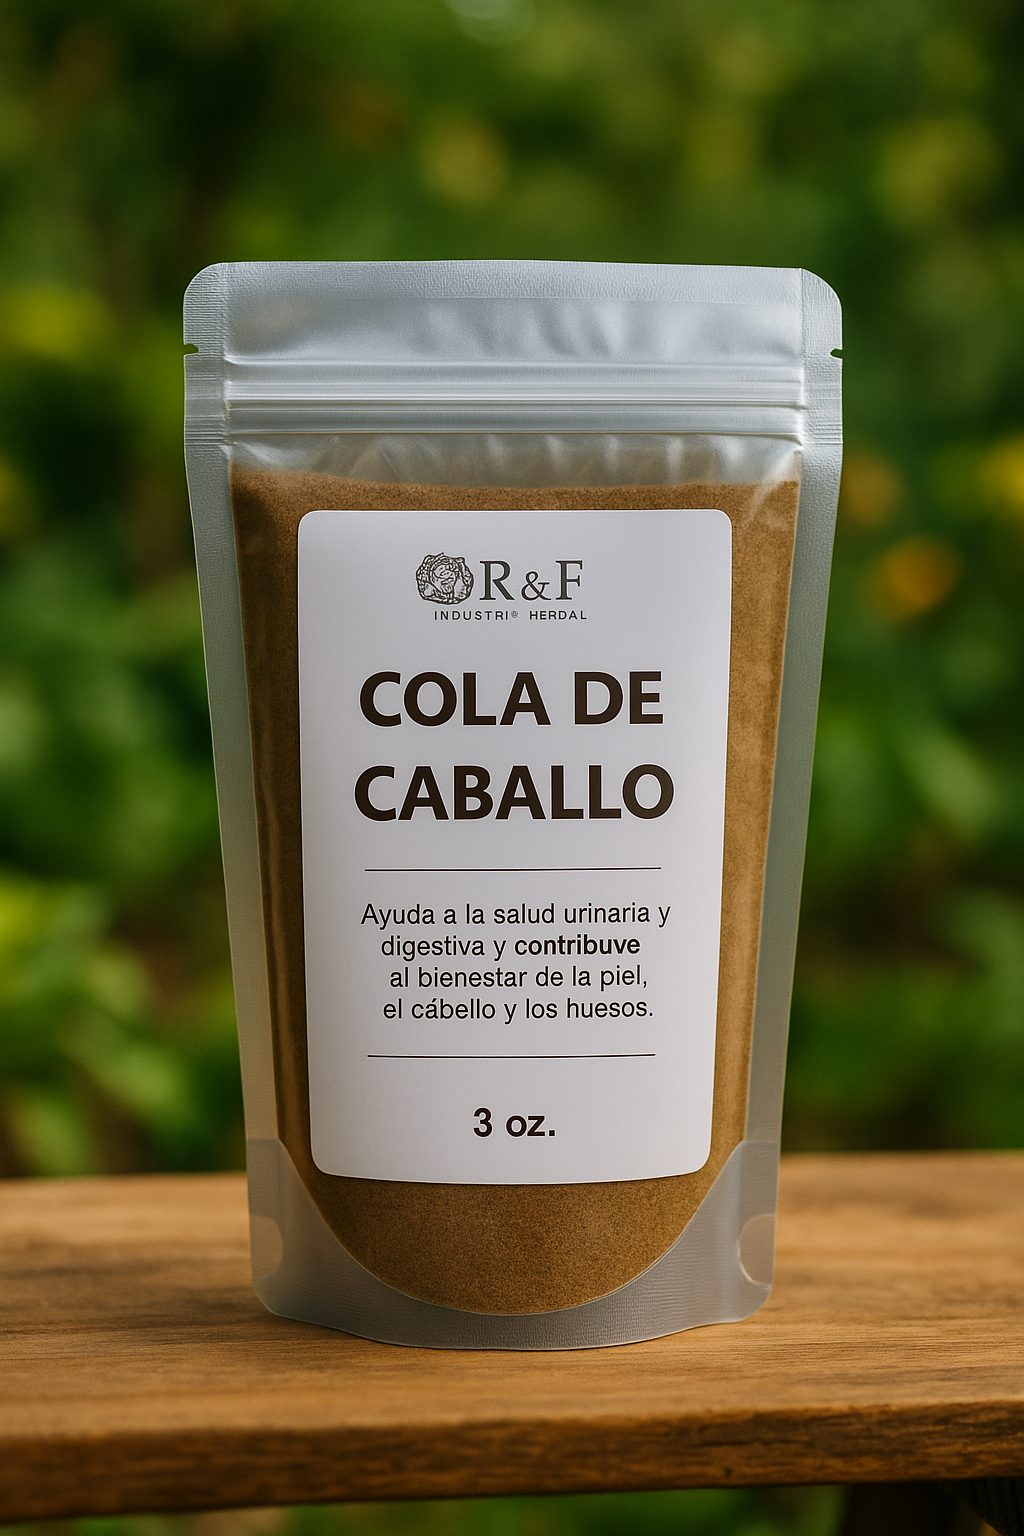 R&F
INDUSTRI® HERDAL
COLA DE
CABALLO
Ayuda a la salud urinaria y
digestiva y contribuve
al bienestar de la piel,
el cábello y los huesos.
3 oz.